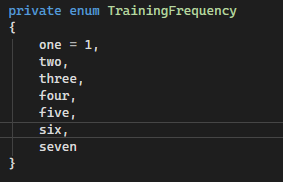 private enum TrainingFrequency
{
    one = 1,
    two,
    three,
    four,
    five,
    six,
    seven
}